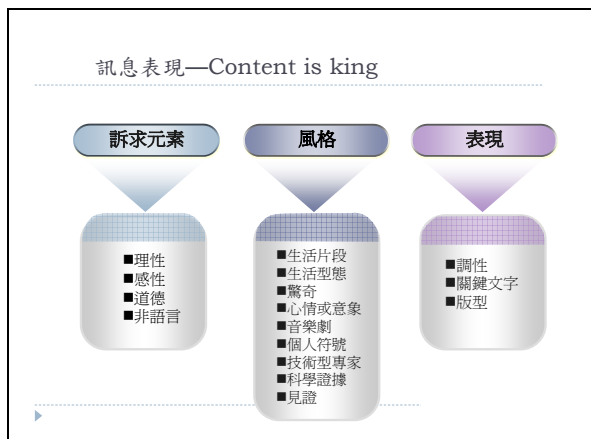 訊息表現—Content is king
訴求元素
■理性
■感性
■道德
■非語言
風格
■生活片段
■生活型態
■驚奇
■心情或意象
■音樂劇
■個人符號
■技術型專家
■科學證據
■見證
表現
■調性
■關鍵文字
■版型